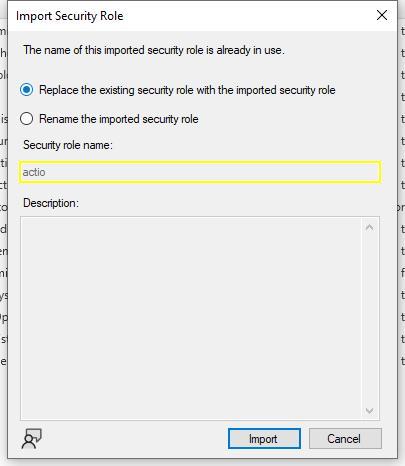 Import Security Role
The name of this imported security role is already in use.
Replace the existing security role with the imported security role
Rename the imported security role
Security role name:
actio
Description:
Import
Cancel